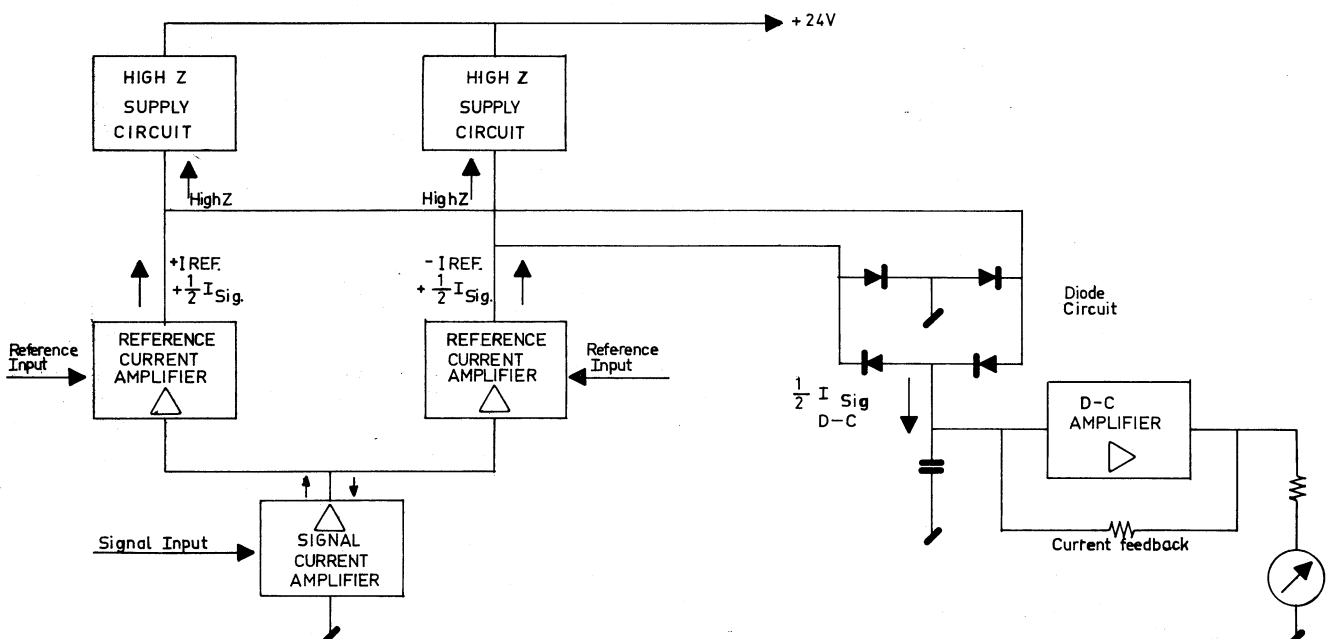 + 24V
HIGH Z
SUPPLY
CIRCUIT
HIGH Z
SUPPLY
CIRCUIT
High Z
High Z
+I REF.
+ 1/2 I Sig.
- I REF.
+ 1/2 I Sig.
Diode
Circuit
Reference
Input
REFERENCE
CURRENT
AMPLIFIER
REFERENCE
CURRENT
AMPLIFIER
Reference
Input
1/2 I Sig
D-C
D-C
AMPLIFIER
Current feedback
Signal Input
SIGNAL
CURRENT
AMPLIFIER